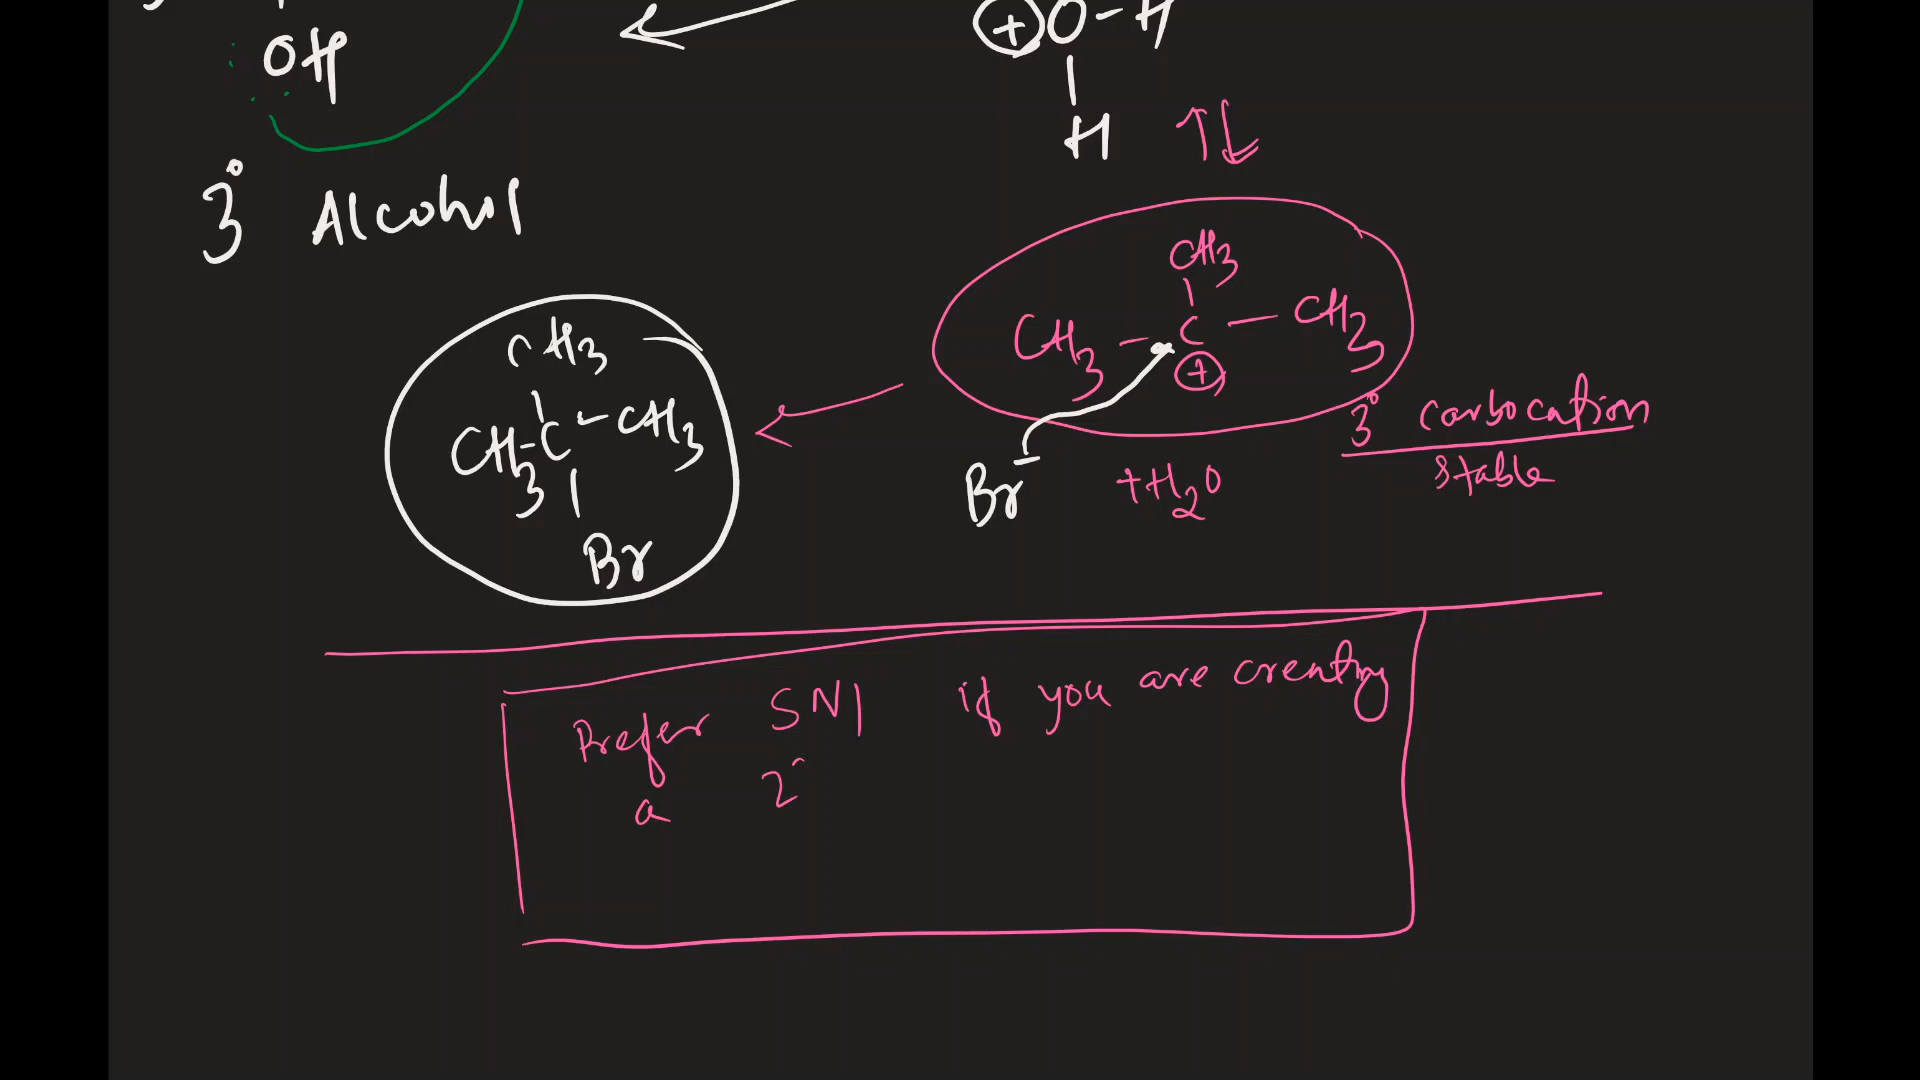 OH
⊕O-H
|
H
↑↓
3° Alcohol
CH3
|
CH3 - C - CH3
⊕
3° carbocation
stable
Br⁻
+H2O
CH3
|
CH3-C-CH3
|
Br
Prefer SN1 if you are creating
a 2°